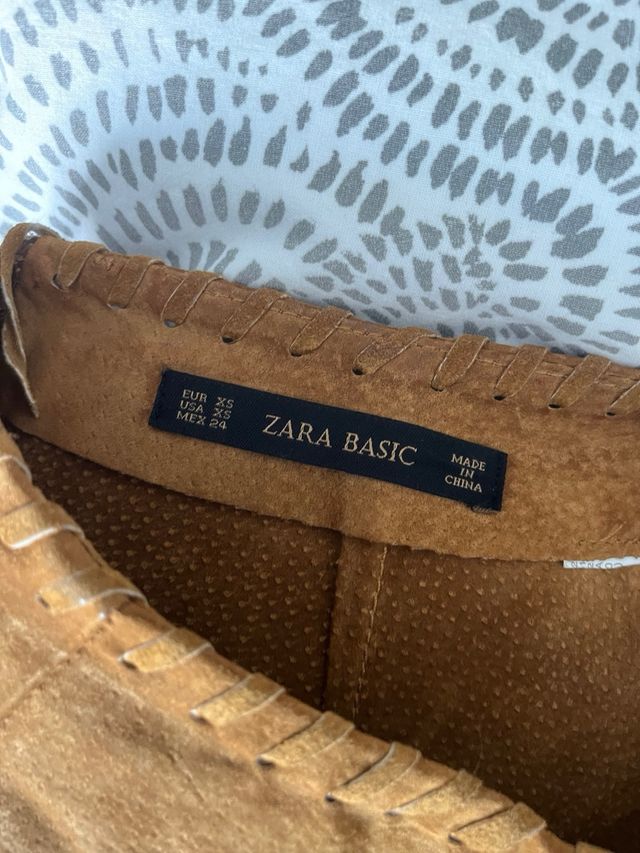 EUR XS
USA XS
MEX 24
ZARA BASIC
MADE
IN
CHINA